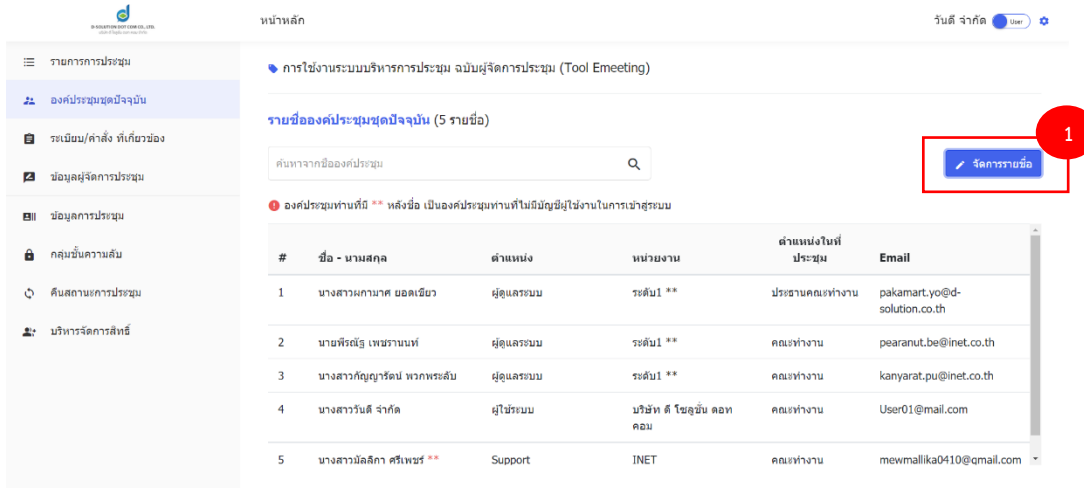 D-SOLUTION DOT COM CO., LTD.
หน้าหลัก
วันดี จำกัด User
รายการการประชุม
องค์ประชุมชุดปัจจุบัน
ระเบียบ/คำสั่ง ที่เกี่ยวข้อง
ข้อมูลผู้จัดการประชุม
ข้อมูลการประชุม
กลุ่มชั้นความลับ
คืนสถานะการประชุม
บริหารจัดการสิทธิ์
การใช้งานระบบบริหารการประชุม ฉบับผู้จัดการประชุม (Tool Emeeting)
รายชื่อองค์ประชุมชุดปัจจุบัน (5 รายชื่อ)
1
ค้นหาจากชื่อองค์ประชุม
จัดการรายชื่อ
องค์ประชุมท่านที่มี ** หลังชื่อ เป็นองค์ประชุมท่านที่ไม่มีบัญชีผู้ใช้งานในการเข้าสู่ระบบ
# ชื่อ - นามสกุล ตำแหน่ง หน่วยงาน ตำแหน่งในที่ประชุม Email
1 นางสาวผกามาศ ยอดเขียว ผู้ดูแลระบบ ระดับ1 ** ประธานคณะทำงาน pakamart.yo@d-solution.co.th
2 นายพีรณัฐ เพชรานนท์ ผู้ดูแลระบบ ระดับ1 ** คณะทำงาน pearanut.be@inet.co.th
3 นางสาวกัญญารัตน์ พวกพระลับ ผู้ดูแลระบบ ระดับ1 ** คณะทำงาน kanyarat.pu@inet.co.th
4 นางสาววันดี จำกัด ผู้ใช้ระบบ บริษัท ดี โซลูชั่น ดอท คอม คณะทำงาน User01@mail.com
5 นางสาวมัลลิกา ศรีเพชร์ ** Support INET คณะทำงาน mewmallika0410@gmail.com